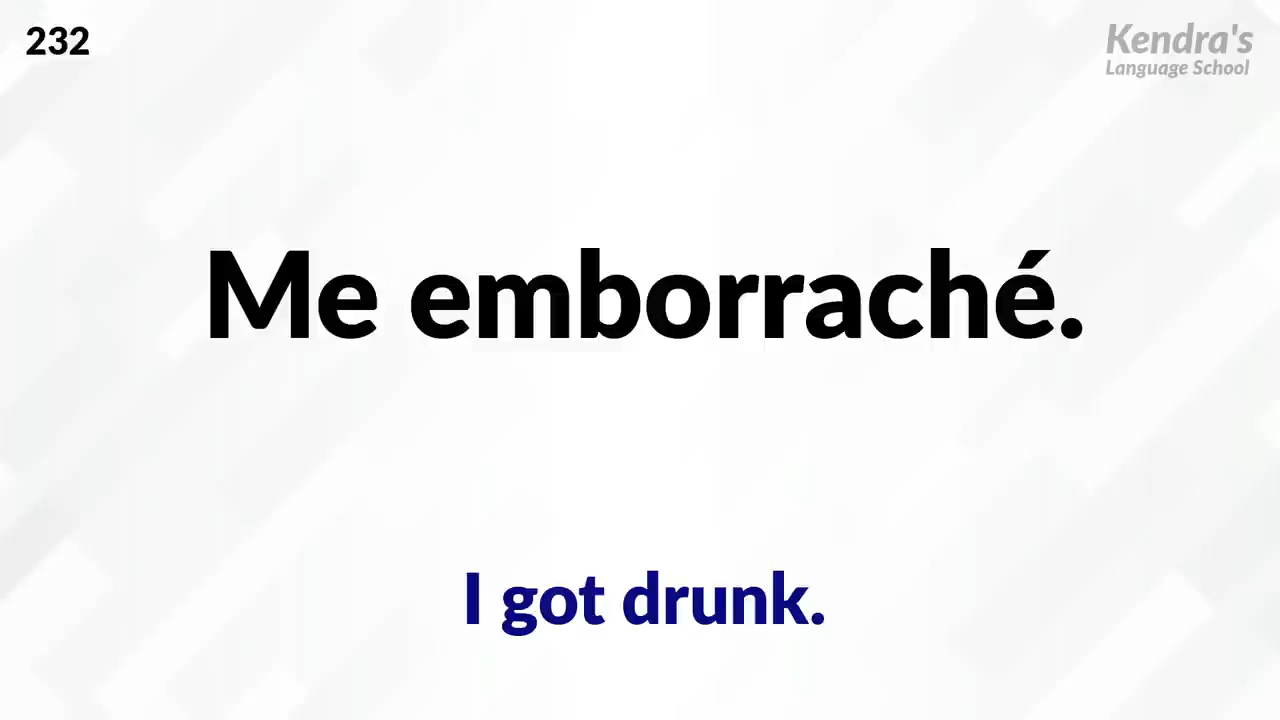 232
Kendra's
Language School
Me emborraché.
I got drunk.